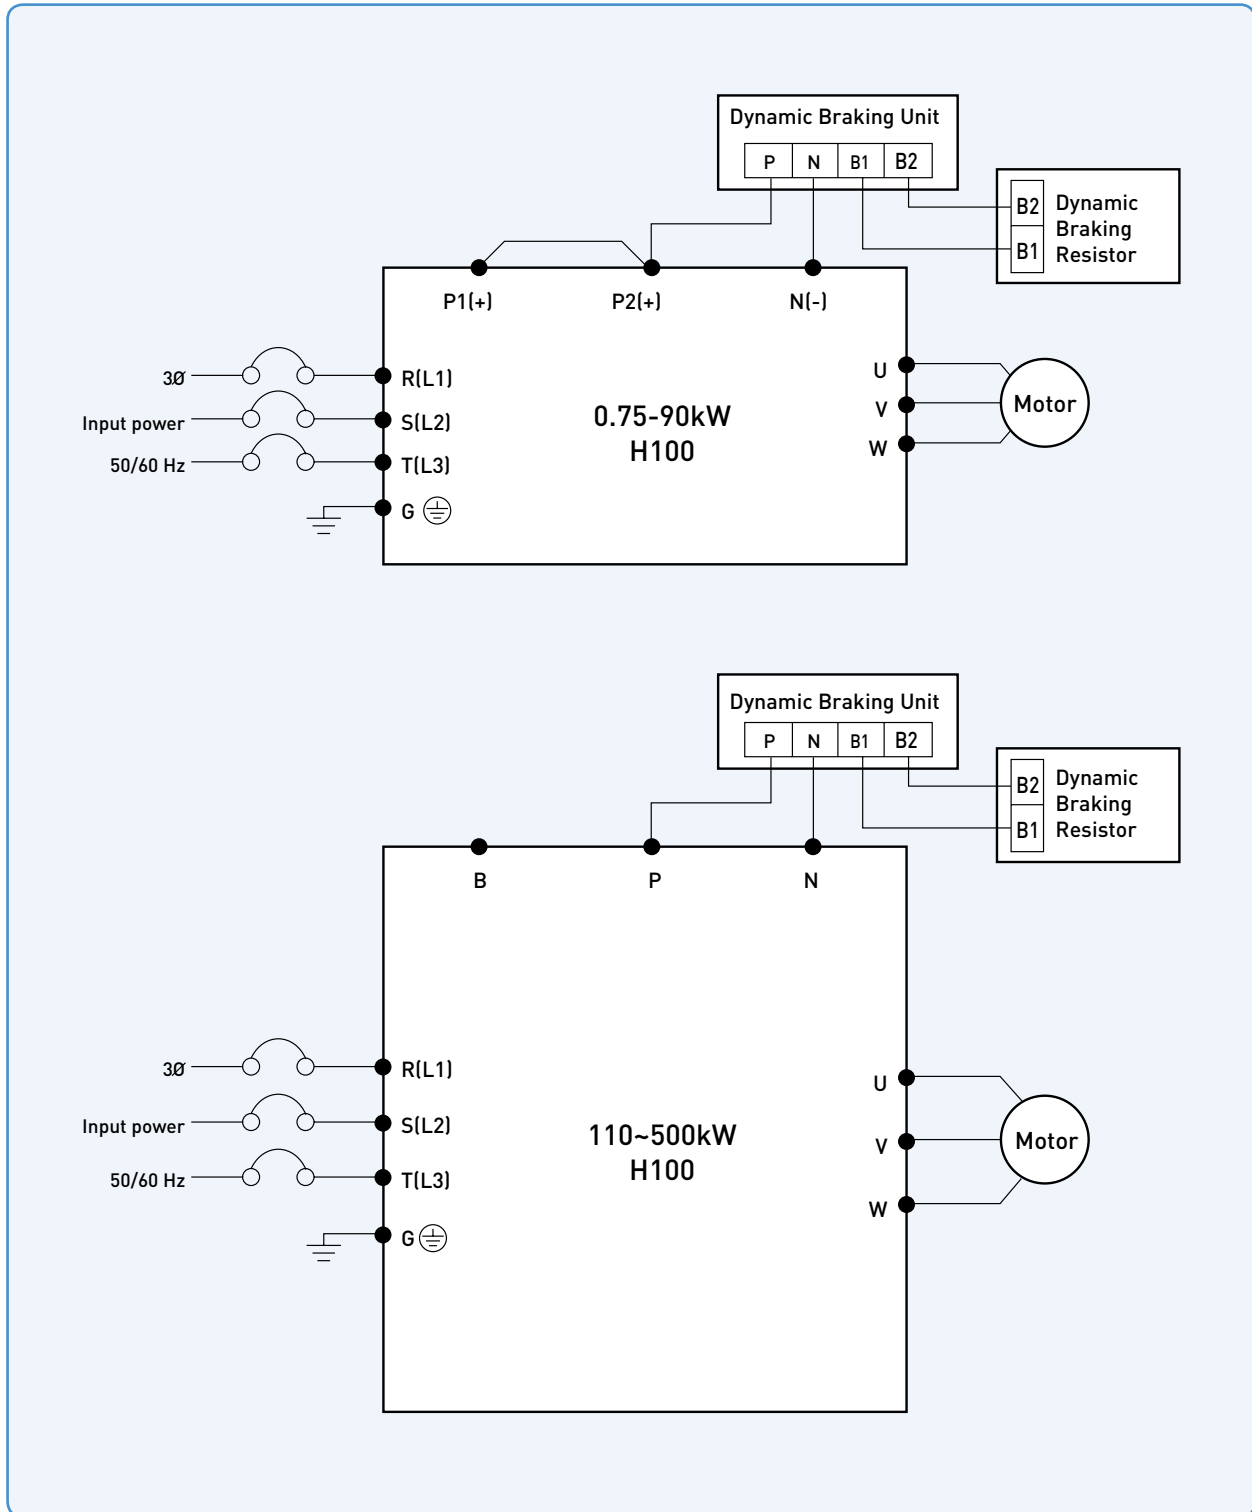 Dynamic Braking Unit
P N B1 B2
B2
B1
Dynamic
Braking
Resistor
P1(+) P2(+) N(-)
3Ø
Input power
50/60 Hz
R(L1)
S(L2)
T(L3)
G
0.75-90kW
H100
U
V
W
Motor
Dynamic Braking Unit
P N B1 B2
B2
B1
Dynamic
Braking
Resistor
B P N
3Ø
Input power
50/60 Hz
R(L1)
S(L2)
T(L3)
G
110~500kW
H100
U
V
W
Motor